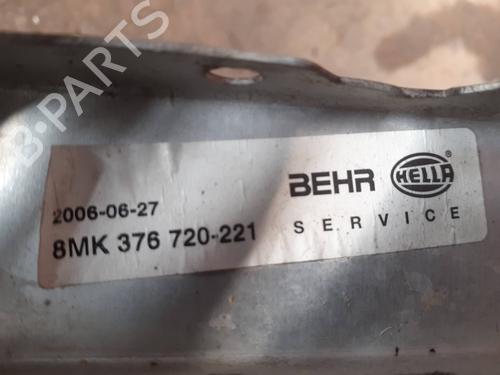 B-PARTS
2006-06-27
8MK 376 720-221
BEHR HELLA
SERVICE